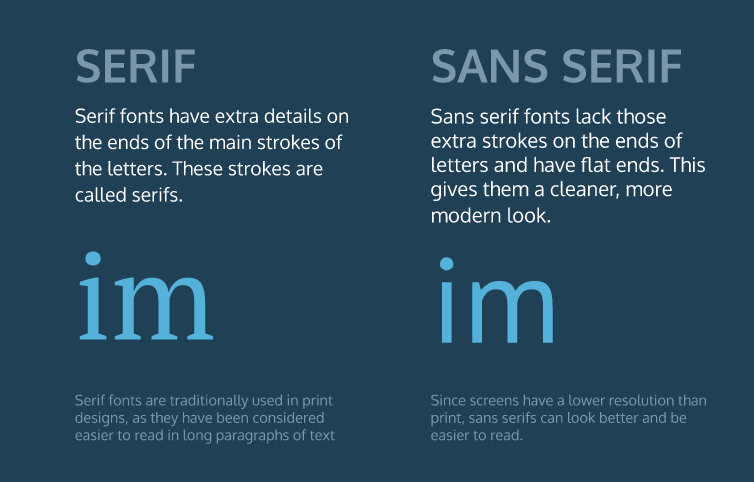 SERIF
Serif fonts have extra details on
the ends of the main strokes of
the letters. These strokes are
called serifs.
im
Serif fonts are traditionally used in print
designs, as they have been considered
easier to read in long paragraphs of text
SANS SERIF
Sans serif fonts lack those
extra strokes on the ends of
letters and have flat ends. This
gives them a cleaner, more
modern look.
im
Since screens have a lower resolution than
print, sans serifs can look better and be
easier to read.